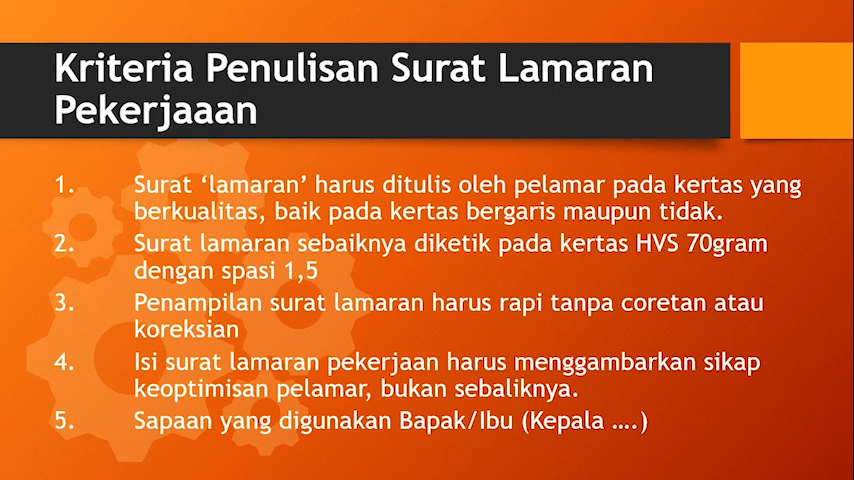 Kriteria Penulisan Surat Lamaran
Pekerjaaan
1. Surat ‘lamaran’ harus ditulis oleh pelamar pada kertas yang
berkualitas, baik pada kertas bergaris maupun tidak.
2. Surat lamaran sebaiknya diketik pada kertas HVS 70gram
dengan spasi 1,5
3. Penampilan surat lamaran harus rapi tanpa coretan atau
koreksian
4. Isi surat lamaran pekerjaan harus menggambarkan sikap
keoptimisan pelamar, bukan sebaliknya.
5. Sapaan yang digunakan Bapak/Ibu (Kepala ....)